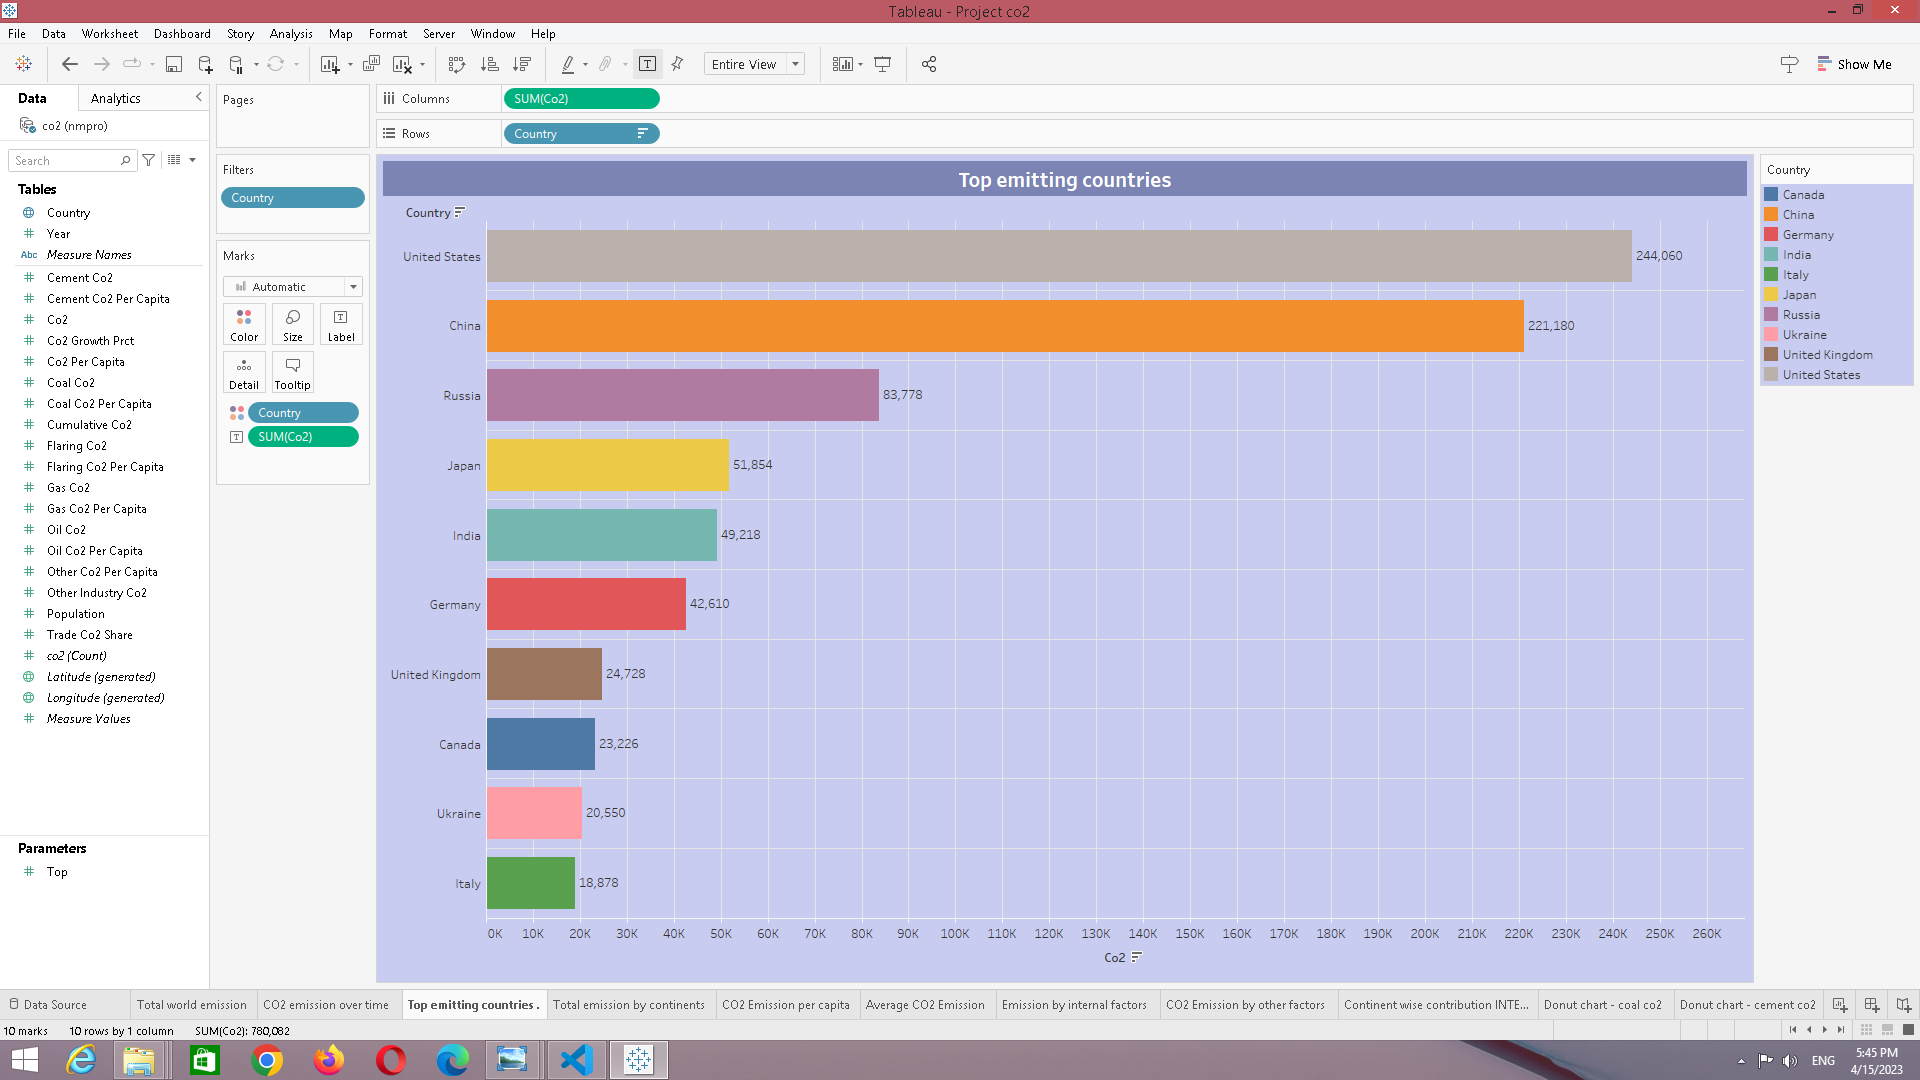 Tableau - Project co2
File Data Worksheet Dashboard Story Analysis Map Format Server Window Help
Entire View
Show Me
Data Analytics
co2 (nmpro)
Search
Tables
Country
Year
Abc Measure Names
Cement Co2
Cement Co2 Per Capita
Co2
Co2 Growth Prct
Co2 Per Capita
Coal Co2
Coal Co2 Per Capita
Cumulative Co2
Flaring Co2
Flaring Co2 Per Capita
Gas Co2
Gas Co2 Per Capita
Oil Co2
Oil Co2 Per Capita
Other Co2 Per Capita
Other Industry Co2
Population
Trade Co2 Share
co2 (Count)
Latitude (generated)
Longitude (generated)
Measure Values
Parameters
Top
Pages
Filters
Country
Marks
Automatic
Color Size Label
Detail Tooltip
Country
SUM(Co2)
Columns SUM(Co2)
Rows Country
Top emitting countries
Country
United States 244,060
China 221,180
Russia 83,778
Japan 51,854
India 49,218
Germany 42,610
United Kingdom 24,728
Canada 23,226
Ukraine 20,550
Italy 18,878
0K 10K 20K 30K 40K 50K 60K 70K 80K 90K 100K 110K 120K 130K 140K 150K 160K 170K 180K 190K 200K 210K 220K 230K 240K 250K 260K
Co2
Country
Canada
China
Germany
India
Italy
Japan
Russia
Ukraine
United Kingdom
United States
Data Source Total world emission CO2 emission over time Top emitting countries . Total emission by continents CO2 Emission per capita Average CO2 Emission Emission by internal factors CO2 Emission by other factors Continent wise contribution INTE... Donut chart - coal co2 Donut chart - cement co2
10 marks 10 rows by 1 column SUM(Co2): 780,082
ENG
5:45 PM
4/15/2023